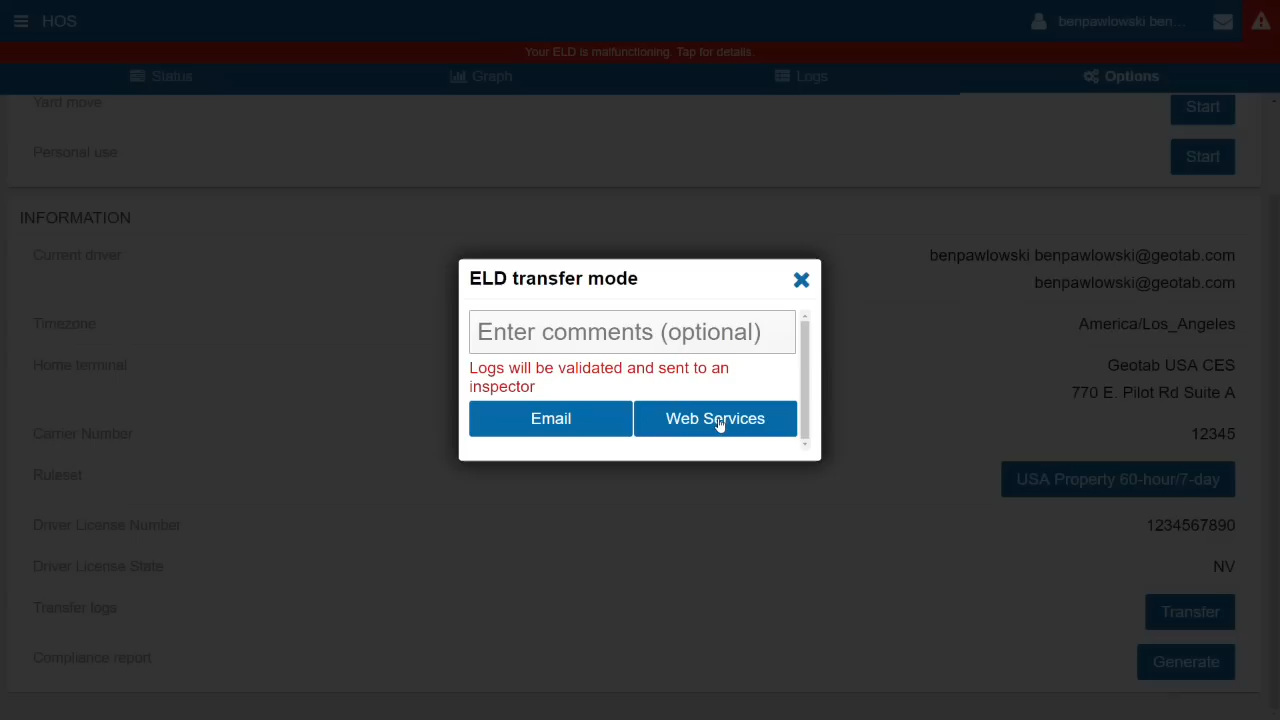 HOS
benpawlowski ben...
Your ELD is malfunctioning. Tap for details.
Status
Graph
Logs
Options
Yard move
Start
Personal use
Start
INFORMATION
Current driver
benpawlowski benpawlowski@geotab.com
benpawlowski@geotab.com
Timezone
America/Los_Angeles
Home terminal
Geotab USA CES
770 E. Pilot Rd Suite A
Carrier Number
12345
Ruleset
USA Property 60-hour/7-day
Driver License Number
1234567890
Driver License State
NV
Transfer logs
Transfer
Compliance report
Generate
ELD transfer mode
Enter comments (optional)
Logs will be validated and sent to an
inspector
Email
Web Services